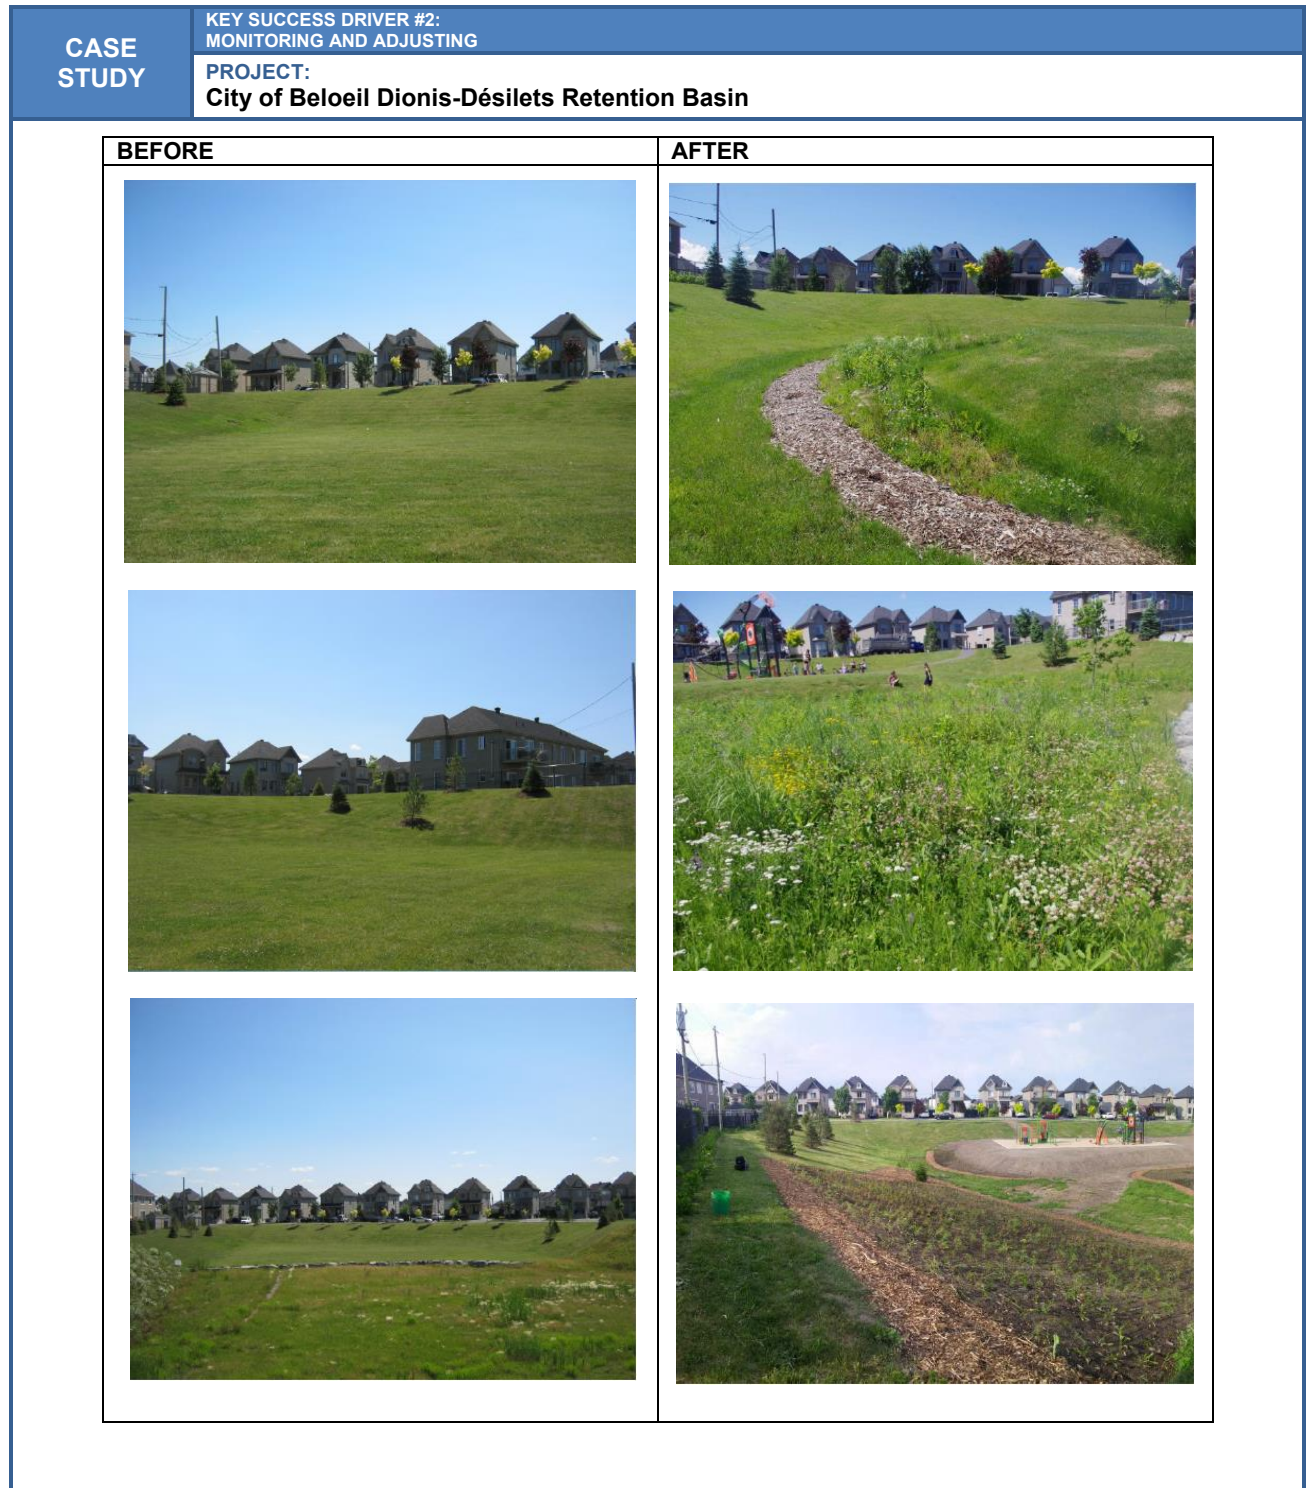 CASE
STUDY
KEY SUCCESS DRIVER #2:
MONITORING AND ADJUSTING
PROJECT:
City of Beloeil Dionis-Désilets Retention Basin
BEFORE
AFTER